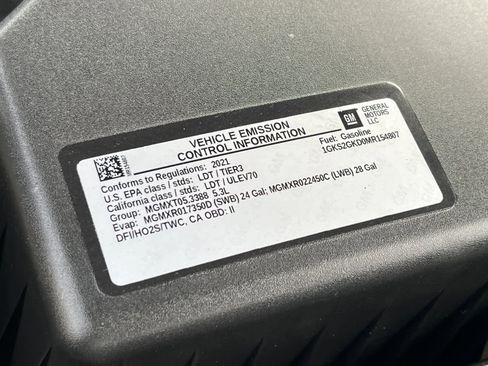 VEHICLE EMISSION
CONTROL INFORMATION
GM
GENERAL
MOTORS
LLC
Conforms to Regulations: 2021
Fuel: Gasoline
U.S. EPA class / stds: LDT / TIER3
1GKS2GKD0MR154807
California class / stds: LDT / ULEV70
Group: MGMXT05.3388 5.3L
Evap: MGMXR017350D (SWB) 24 Gal; MGMXR022450C (LWB) 28 Gal
DFI/HO2S/TWC, CA OBD: II